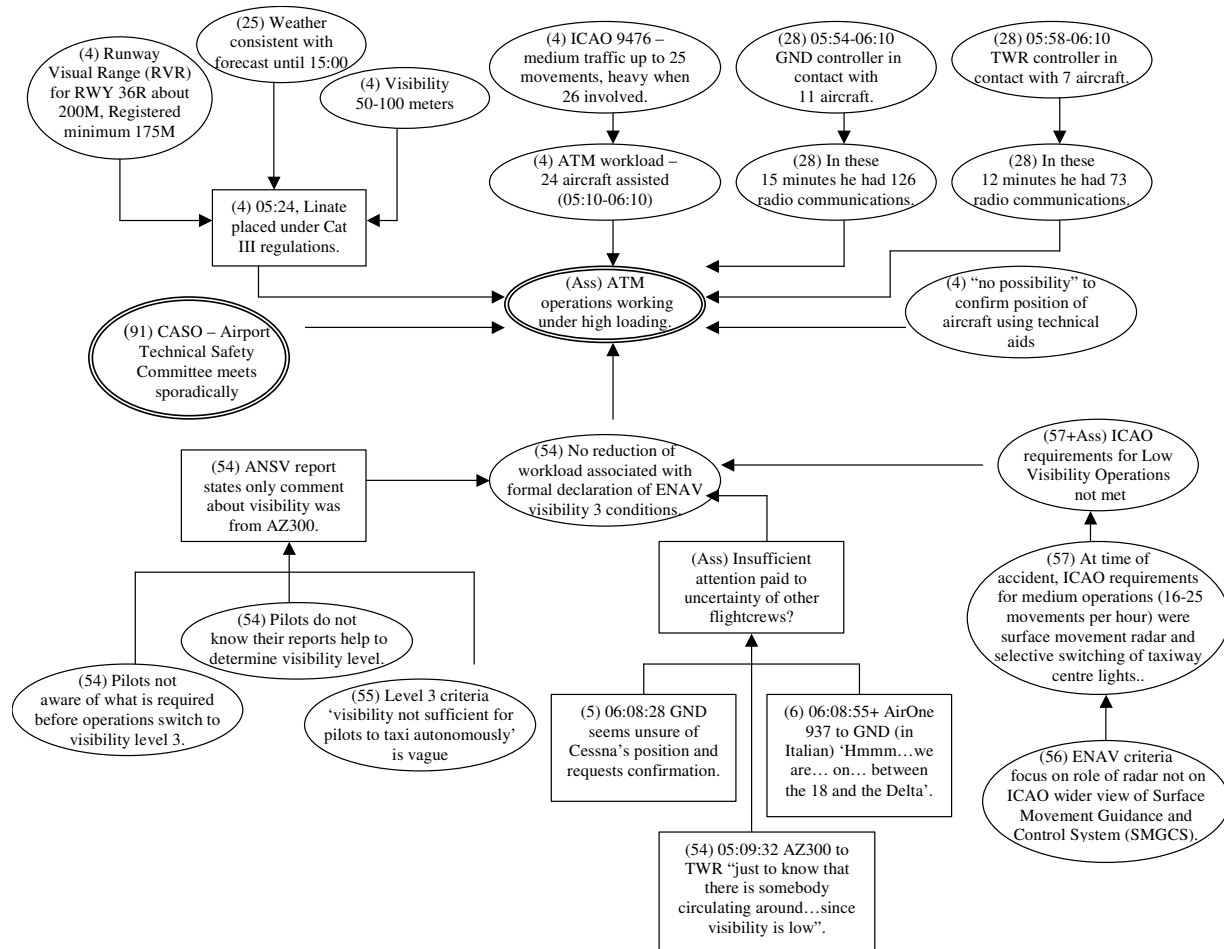 (4) Runway
Visual Range (RVR)
for RWY 36R about
200M, Registered
minimum 175M
(25) Weather
consistent with
forecast until 15:00
(4) Visibility
50-100 meters
(4) ICAO 9476 –
medium traffic up to 25
movements, heavy when
26 involved.
(28) 05:54-06:10
GND controller in
contact with
11 aircraft.
(28) 05:58-06:10
TWR controller in
contact with 7 aircraft.
(4) 05:24, Linate
placed under Cat
III regulations.
(4) ATM workload –
24 aircraft assisted
(05:10-06:10)
(28) In these
15 minutes he had 126
radio communications.
(28) In these
12 minutes he had 73
radio communications.
(Ass) ATM
operations working
under high loading.
(91) CASO – Airport
Technical Safety
Committee meets
sporadically
(4) “no possibility” to
confirm position of
aircraft using technical
aids
(54) ANSV report
states only comment
about visibility was
from AZ300.
(54) No reduction of
workload associated with
formal declaration of ENAV
visibility 3 conditions.
(57+Ass) ICAO
requirements for Low
Visibility Operations
not met
(Ass) Insufficient
attention paid to
uncertainty of other
flightcrews?
(57) At time of
accident, ICAO requirements
for medium operations (16-25
movements per hour) were
surface movement radar and
selective switching of taxiway
centre lights..
(54) Pilots do not
know their reports help to
determine visibility level.
(54) Pilots not
aware of what is required
before operations switch to
visibility level 3.
(55) Level 3 criteria
‘visibility not sufficient for
pilots to taxi autonomously’
is vague
(5) 06:08:28 GND
seems unsure of
Cessna’s position and
requests confirmation.
(6) 06:08:55+ AirOne
937 to GND (in
Italian) ‘Hmmm…we
are… on… between
the 18 and the Delta’.
(56) ENAV criteria
focus on role of radar not on
ICAO wider view of Surface
Movement Guidance and
Control System (SMGCS).
(54) 05:09:32 AZ300 to
TWR “just to know that
there is somebody
circulating around…since
visibility is low”.